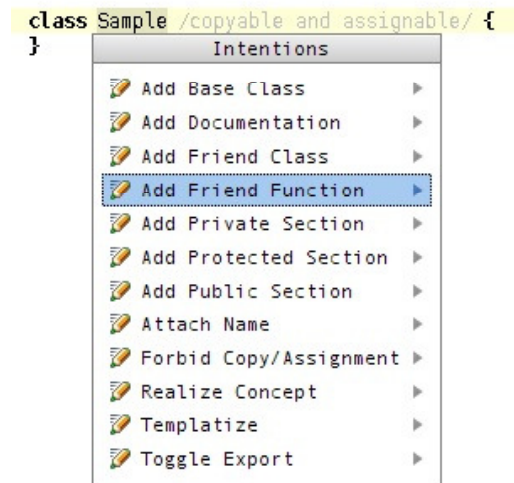 class Sample /copyable and assignable/ {
}
Intentions
Add Base Class
Add Documentation
Add Friend Class
Add Friend Function
Add Private Section
Add Protected Section
Add Public Section
Attach Name
Forbid Copy/Assignment
Realize Concept
Templatize
Toggle Export